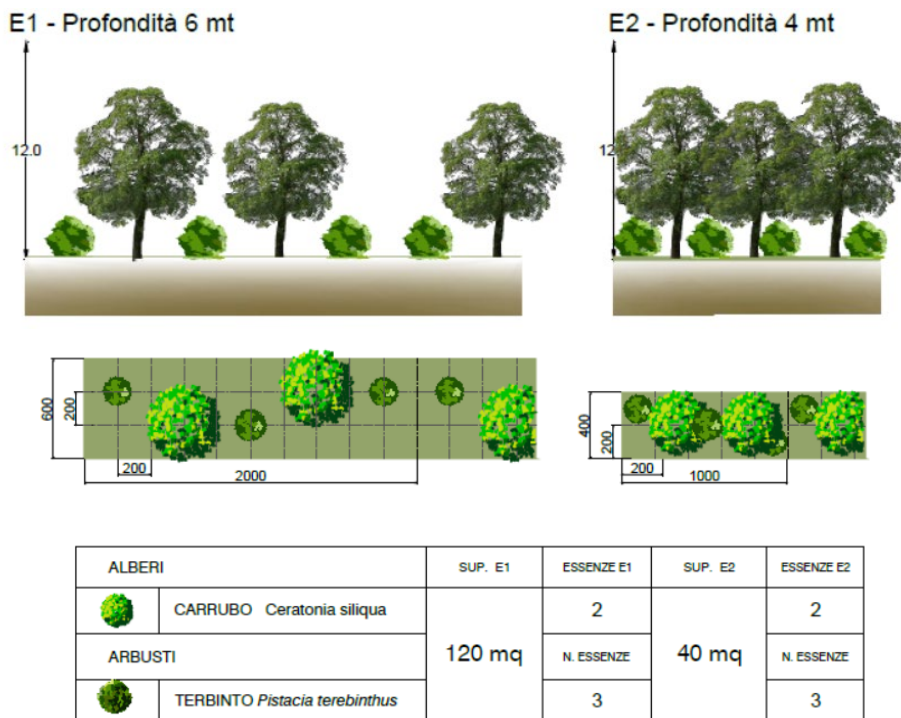 E1 - Profondità 6 mt
E2 - Profondità 4 mt
12.0
12
600
200
200
2000
400
200
200
1000
ALBERI SUP. E1 ESSENZE E1 SUP. E2 ESSENZE E2
CARRUBO Ceratonia siliqua 2 2
120 mq 40 mq
ARBUSTI N. ESSENZE N. ESSENZE
TERBINTO Pistacia terebinthus 3 3